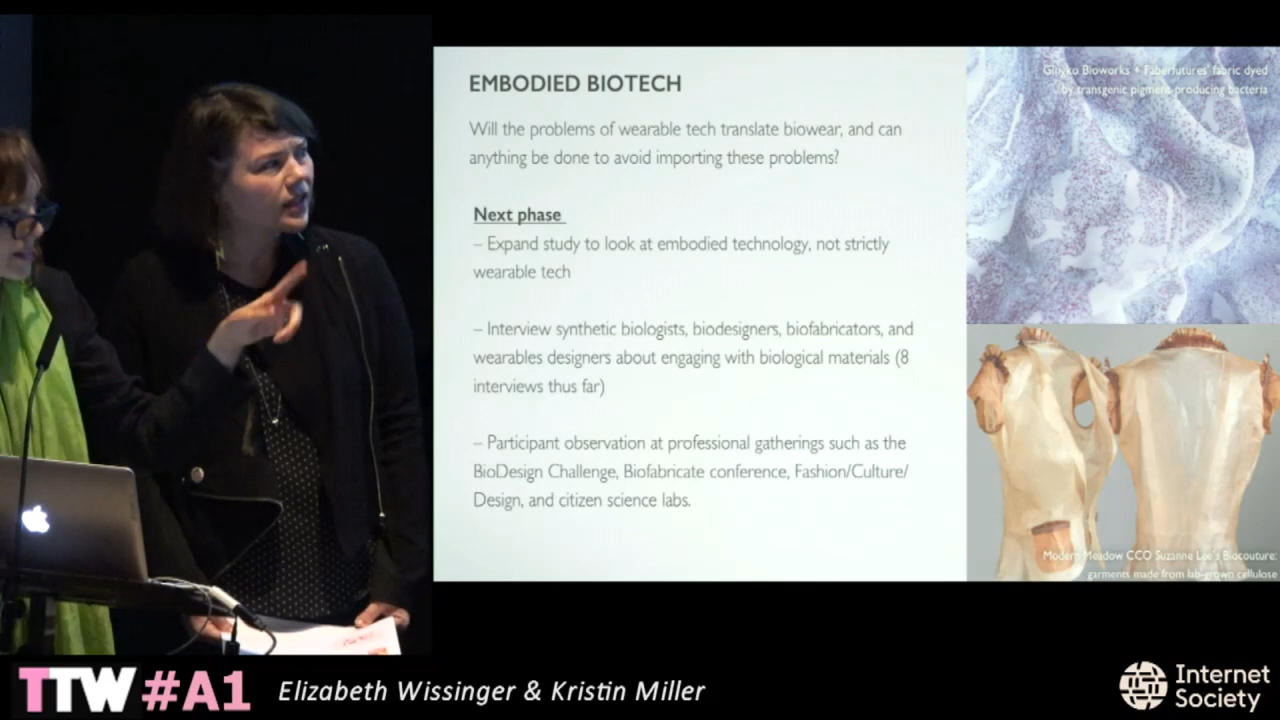 EMBODIED BIOTECH
Will the problems of wearable tech translate biowear, and can
anything be done to avoid importing these problems?
Next phase
– Expand study to look at embodied technology, not strictly
wearable tech
– Interview synthetic biologists, biodesigners, biofabricators, and
wearables designers about engaging with biological materials (8
interviews thus far)
– Participant observation at professional gatherings such as the
BioDesign Challenge, Biofabricate conference, Fashion/Culture/
Design, and citizen science labs.
Gingko Bioworks + Faberfutures' fabric dyed
by transgenic pigment-producing bacteria
Modern Meadow CCO Suzanne Lee's Biocouture:
garments made from lab-grown cellulose
TTW #A1
Elizabeth Wissinger & Kristin Miller
Internet
Society